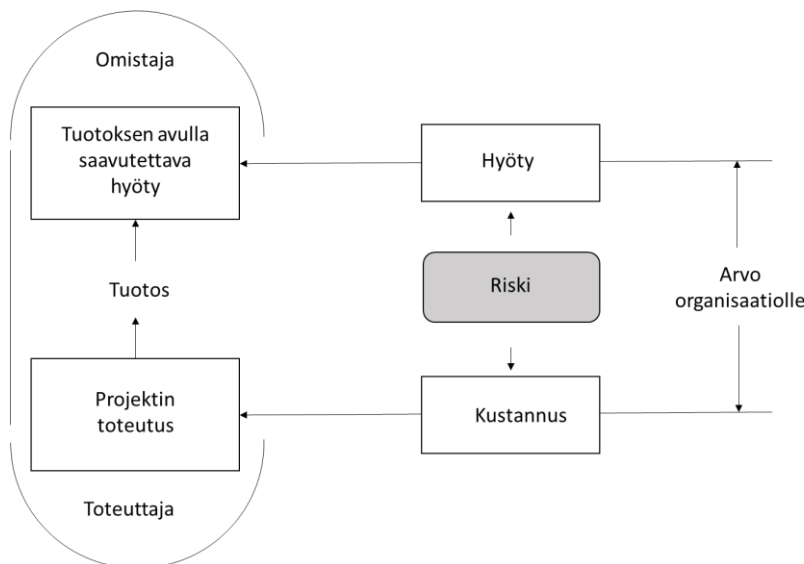 Omistaja
Tuotoksen avulla
saavutettava
hyöty
Hyöty
Tuotos
Riski
Arvo
organisaatiolle
Projektin
toteutus
Kustannus
Toteuttaja